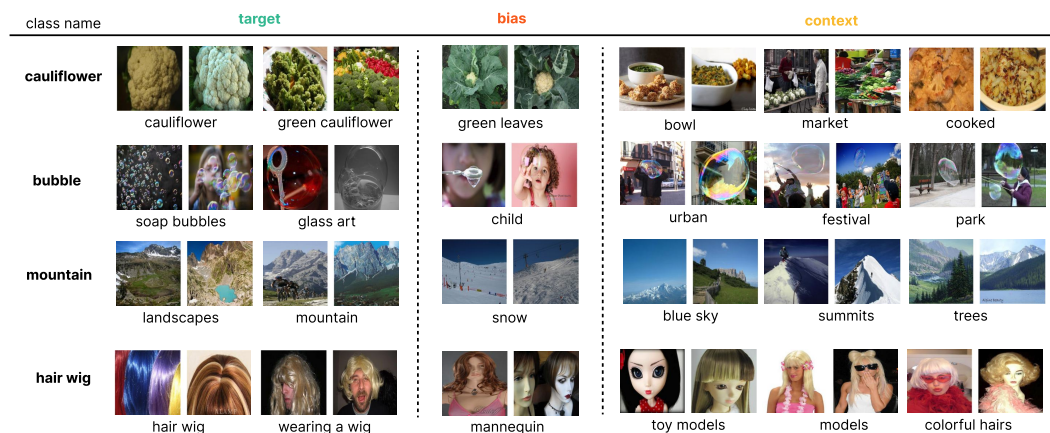 class name target bias context
cauliflower
cauliflower green cauliflower green leaves bowl market cooked
bubble
soap bubbles glass art child urban festival park
mountain
landscapes mountain snow blue sky summits trees
hair wig
hair wig wearing a wig mannequin toy models models colorful hairs